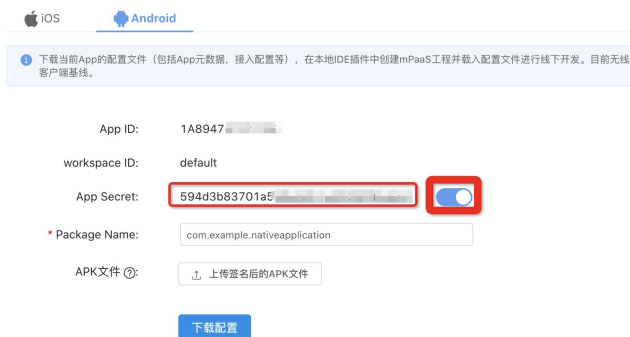 iOS
Android
下载当前App的配置文件（包括App元数据，接入配置等），在本地IDE插件中创建mPaaS工程并载入配置文件进行线下开发。目前无线
客户端基线。
App ID: 1A8947
workspace ID: default
App Secret: 594d3b83701a5
* Package Name: com.example.nativeapplication
APK文件 ?: 上传签名后的APK文件
下载配置